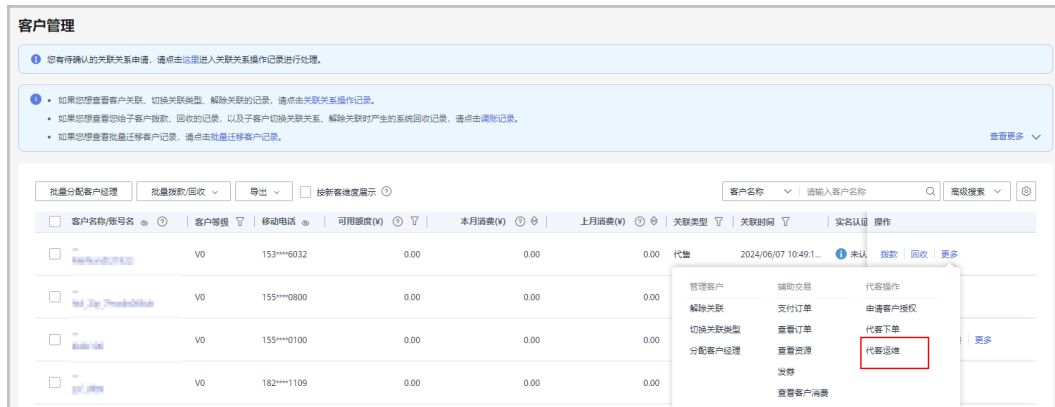 客户管理
您有待确认的关联关系申请，请点击这里进入关联关系操作记录进行处理。
• 如果您想查看客户关联、切换关联类型、解除关联的记录，请点击关联关系操作记录。
• 如果您想查看您给子客户拨款、回收的记录，以及子客户切换关联关系、解除关联时产生的系统回收记录，请点击调账记录。
• 如果您想查看批量迁移客户记录，请点击批量迁移客户记录。
查看更多
批量分配客户经理 批量拨款/回收 导出 按新客维度展示 客户名称 请输入客户名称 高级搜索
客户名称/账号名 客户等级 移动电话 可用额度(¥) 本月消费(¥) 上月消费(¥) 关联类型 关联时间 实名认证 操作
-- V0 153****6032 0.00 0.00 0.00 代售 2024/06/07 10:49:1... 未认 拨款 回收 更多
管理客户 辅助交易 代客操作
V0 155****0800 0.00 0.00 0.00
解除关联 支付订单 申请客户授权
切换关联类型 查看订单 代客下单
-- V0 155****0100 0.00 0.00 0.00 更多
分配客户经理 查看资源 代客运维
发券
-- V0 182****1109 0.00 0.00 0.00
查看客户消费